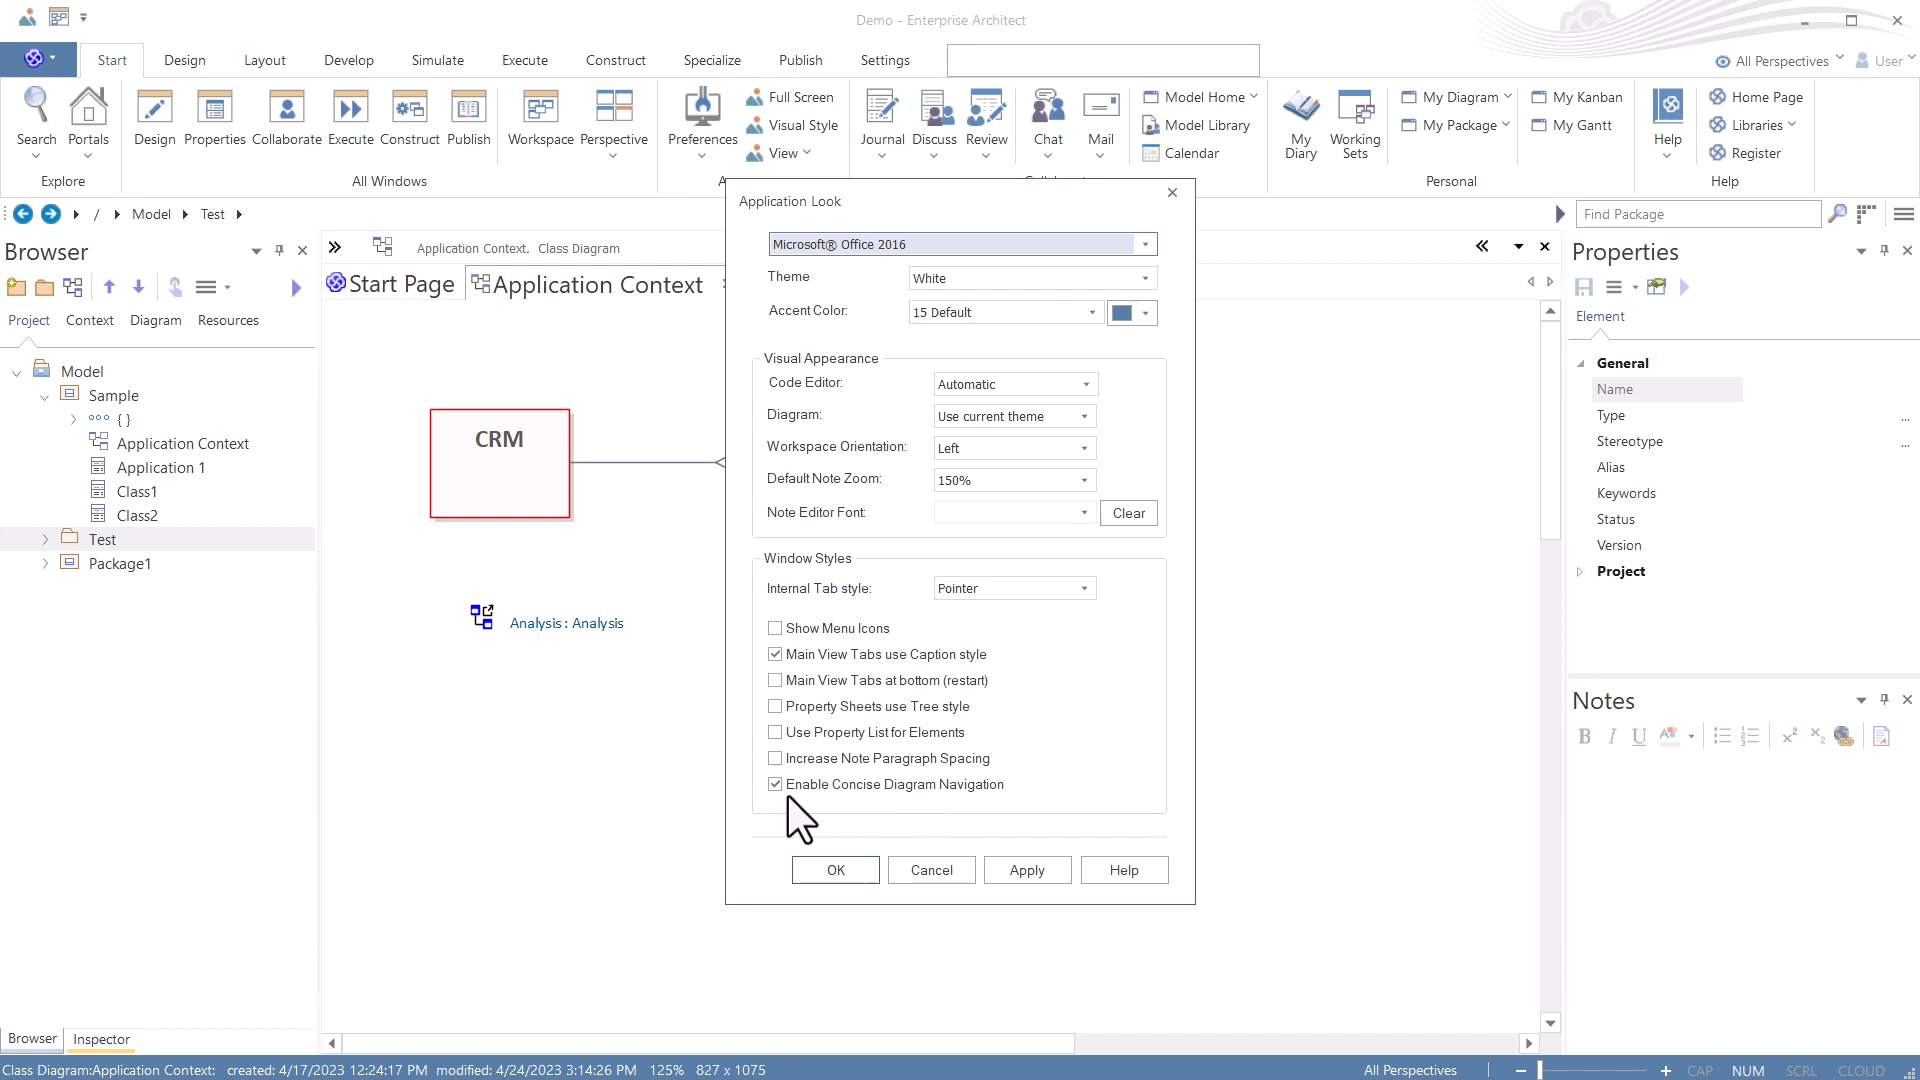 Demo - Enterprise Architect
Start Design Layout Develop Simulate Execute Construct Specialize Publish Settings
All Perspectives User
Search Portals Design Properties Collaborate Execute Construct Publish Workspace Perspective Preferences
Full Screen
Visual Style
View
Journal Discuss Review Chat Mail
Model Home
Model Library
Calendar
My Diary
Working Sets
My Diagram
My Package
My Kanban
My Gantt
Help
Home Page
Libraries
Register
Explore
All Windows
Personal
Help
/ Model Test
Find Package
Browser
Project Context Diagram Resources
Model
Sample
{ }
Application Context
Application 1
Class1
Class2
Test
Package1
Browser Inspector
Application Context. Class Diagram
Start Page
Application Context
CRM
Analysis : Analysis
Application Look
Microsoft® Office 2016
Theme White
Accent Color: 15 Default
Visual Appearance
Code Editor: Automatic
Diagram: Use current theme
Workspace Orientation: Left
Default Note Zoom: 150%
Note Editor Font: Clear
Window Styles
Internal Tab style: Pointer
Show Menu Icons
Main View Tabs use Caption style
Main View Tabs at bottom (restart)
Property Sheets use Tree style
Use Property List for Elements
Increase Note Paragraph Spacing
Enable Concise Diagram Navigation
OK Cancel Apply Help
Properties
Element
General
Name
Type ...
Stereotype ...
Alias
Keywords
Status
Version
Project
Notes
B I U
Class Diagram:Application Context: created: 4/17/2023 12:24:17 PM modified: 4/24/2023 3:14:26 PM 125% 827 x 1075
All Perspectives
CAP NUM SCRL CLOUD